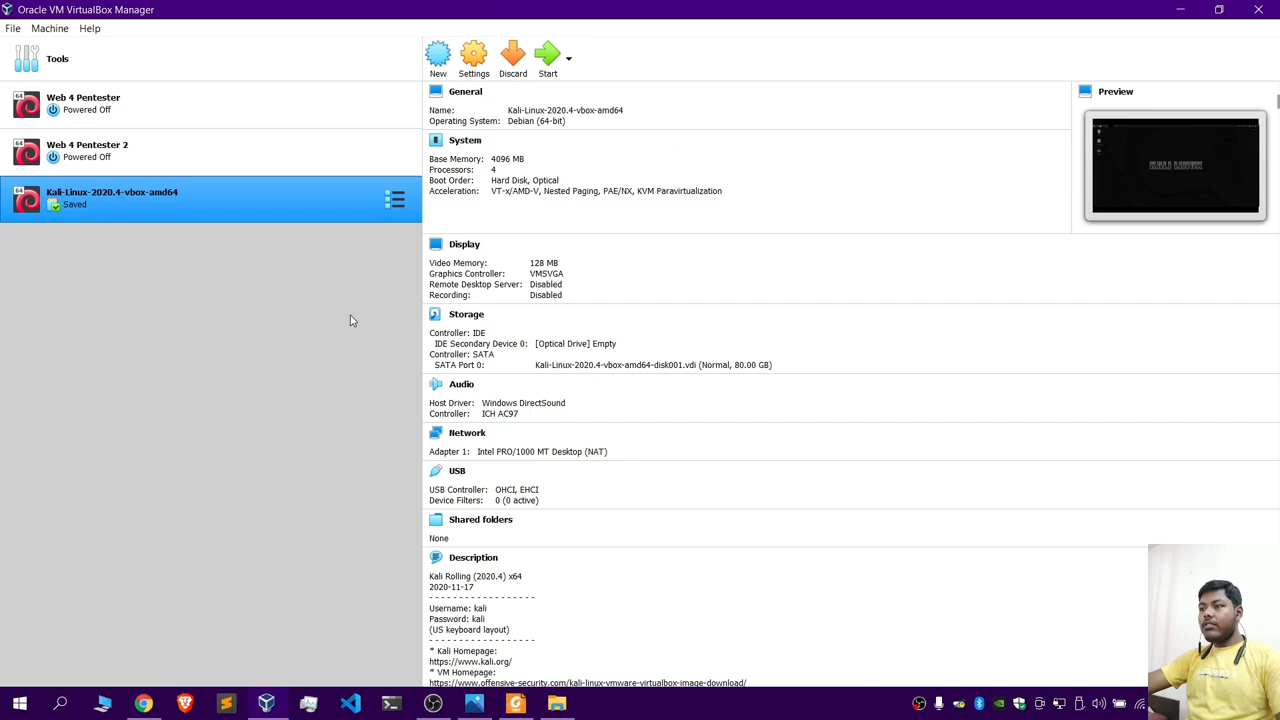 Oracle VM VirtualBox Manager
File Machine Help
Tools
New Settings Discard Start
64 Web 4 Pentester
Powered Off
64 Web 4 Pentester 2
Powered Off
64 Kali-Linux-2020.4-vbox-amd64
Saved
General
Name: Kali-Linux-2020.4-vbox-amd64
Operating System: Debian (64-bit)
Preview
KALI LINUX
System
Base Memory: 4096 MB
Processors: 4
Boot Order: Hard Disk, Optical
Acceleration: VT-x/AMD-V, Nested Paging, PAE/NX, KVM Paravirtualization
Display
Video Memory: 128 MB
Graphics Controller: VMSVGA
Remote Desktop Server: Disabled
Recording: Disabled
Storage
Controller: IDE
IDE Secondary Device 0: [Optical Drive] Empty
Controller: SATA
SATA Port 0: Kali-Linux-2020.4-vbox-amd64-disk001.vdi (Normal, 80.00 GB)
Audio
Host Driver: Windows DirectSound
Controller: ICH AC97
Network
Adapter 1: Intel PRO/1000 MT Desktop (NAT)
USB
USB Controller: OHCI, EHCI
Device Filters: 0 (0 active)
Shared folders
None
Description
Kali Rolling (2020.4) x64
2020-11-17
- - - - - - - - - - - - - - - - - -
Username: kali
Password: kali
(US keyboard layout)
- - - - - - - - - - - - - - - - - -
* Kali Homepage:
https://www.kali.org/
* VM Homepage:
https://www.offensive-security.com/kali-linux-vmware-virtualbox-image-download/